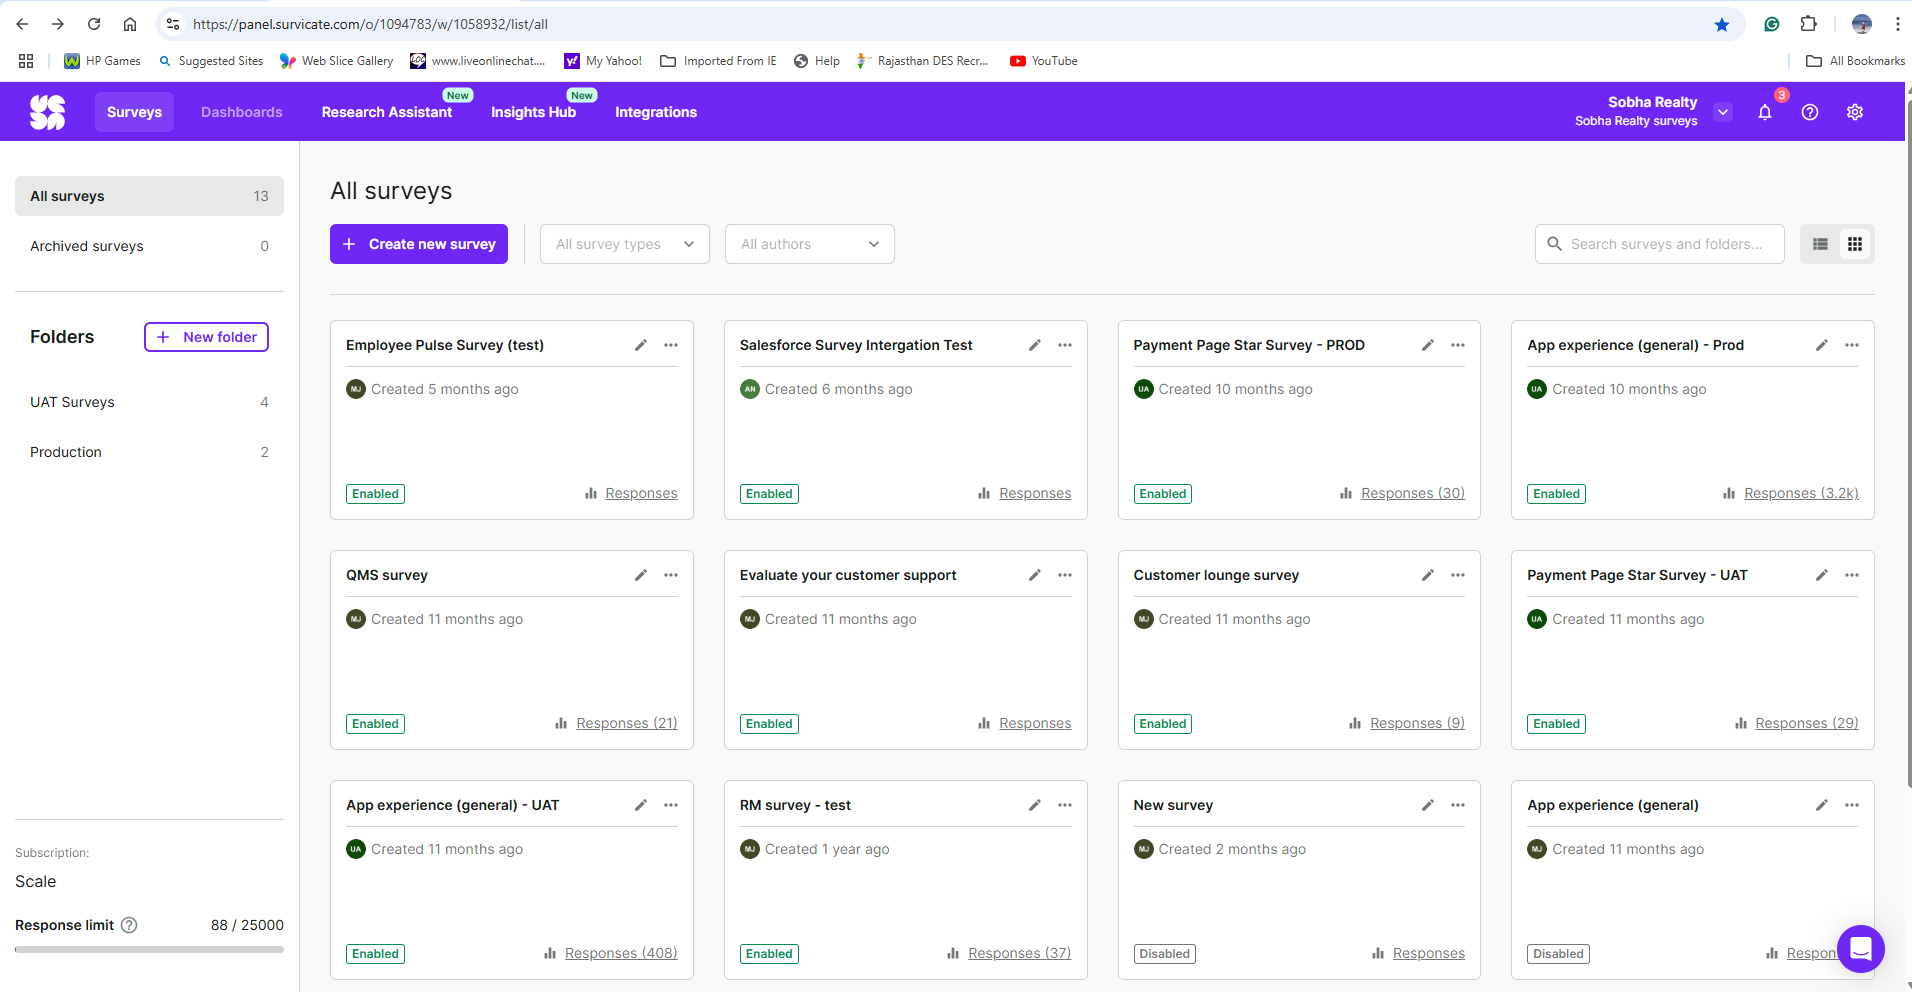 https://panel.survicate.com/o/1094783/w/1058932/list/all
HP Games
Suggested Sites
Web Slice Gallery
www.liveonlinechat....
My Yahoo!
Imported From IE
Help
Rajasthan DES Recr...
YouTube
All Bookmarks
Surveys
Dashboards
Research Assistant
New
Insights Hub
New
Integrations
Sobha Realty
Sobha Realty surveys
3
All surveys 13
Archived surveys 0
Folders
New folder
UAT Surveys 4
Production 2
Subscription:
Scale
Response limit 88 / 25000
All surveys
Create new survey
All survey types
All authors
Search surveys and folders...
Employee Pulse Survey (test)
MJ Created 5 months ago
Enabled Responses
Salesforce Survey Intergation Test
AN Created 6 months ago
Enabled Responses
Payment Page Star Survey - PROD
UA Created 10 months ago
Enabled Responses (30)
App experience (general) - Prod
UA Created 10 months ago
Enabled Responses (3.2k)
QMS survey
MJ Created 11 months ago
Enabled Responses (21)
Evaluate your customer support
MJ Created 11 months ago
Enabled Responses
Customer lounge survey
MJ Created 11 months ago
Enabled Responses (9)
Payment Page Star Survey - UAT
UA Created 11 months ago
Enabled Responses (29)
App experience (general) - UAT
UA Created 11 months ago
Enabled Responses (408)
RM survey - test
MJ Created 1 year ago
Enabled Responses (37)
New survey
MJ Created 2 months ago
Disabled Responses
App experience (general)
MJ Created 11 months ago
Disabled Respon